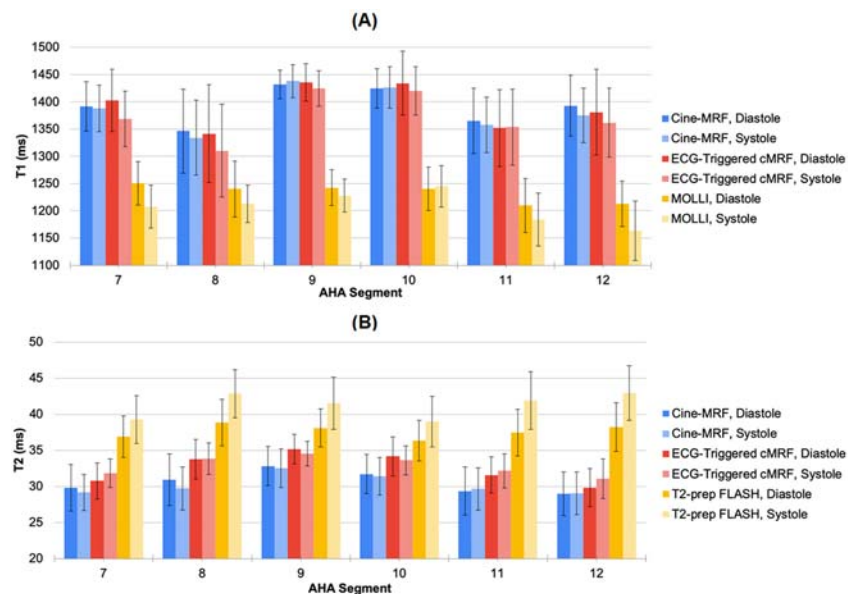 (A)
1500
1450
1400
1350
1300
1250
1200
1150
1100
T1 (ms)
7 8 9 10 11 12
AHA Segment
Cine-MRF, Diastole
Cine-MRF, Systole
ECG-Triggered cMRF, Diastole
ECG-Triggered cMRF, Systole
MOLLI, Diastole
MOLLI, Systole
(B)
50
45
40
35
30
25
20
T2 (ms)
7 8 9 10 11 12
AHA Segment
Cine-MRF, Diastole
Cine-MRF, Systole
ECG-Triggered cMRF, Diastole
ECG-Triggered cMRF, Systole
T2-prep FLASH, Diastole
T2-prep FLASH, Systole